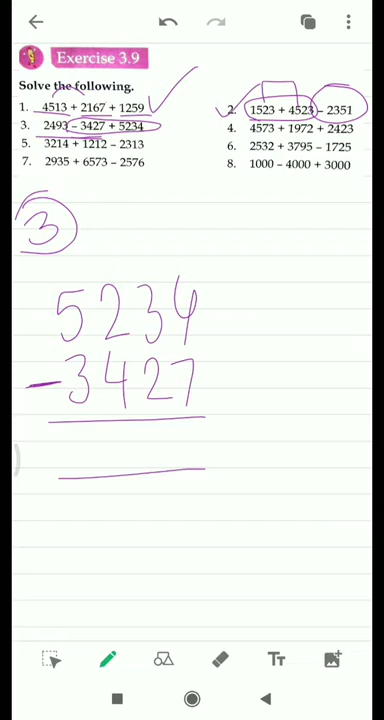 Exercise 3.9
Solve the following.
1. 4513 + 2167 + 1259
2. 1523 + 4523 – 2351
3. 2493 – 3427 + 5234
4. 4573 + 1972 + 2423
5. 3214 + 1212 – 2313
6. 2532 + 3795 – 1725
7. 2935 + 6573 – 2576
8. 1000 – 4000 + 3000
3
5234
– 3427
TT